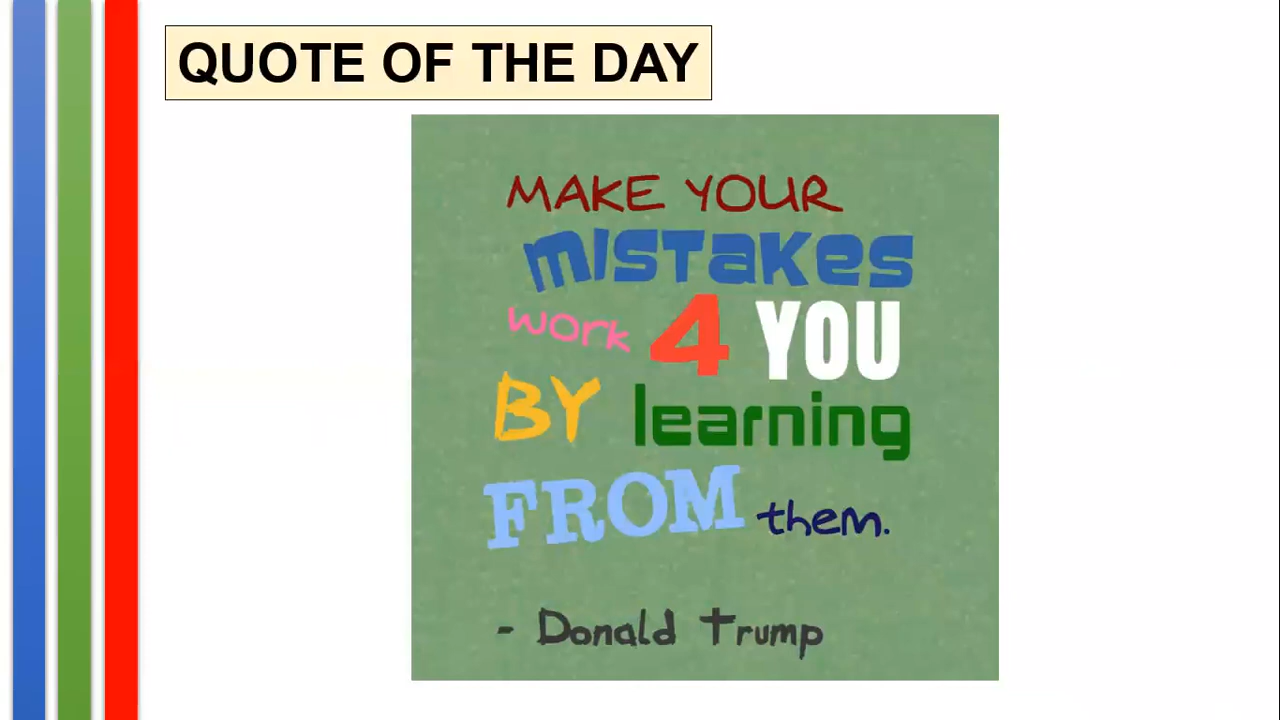 QUOTE OF THE DAY
MAKE YOUR
MISTaKes
work 4 YOU
BY learning
FROM them.
- Donald Trump